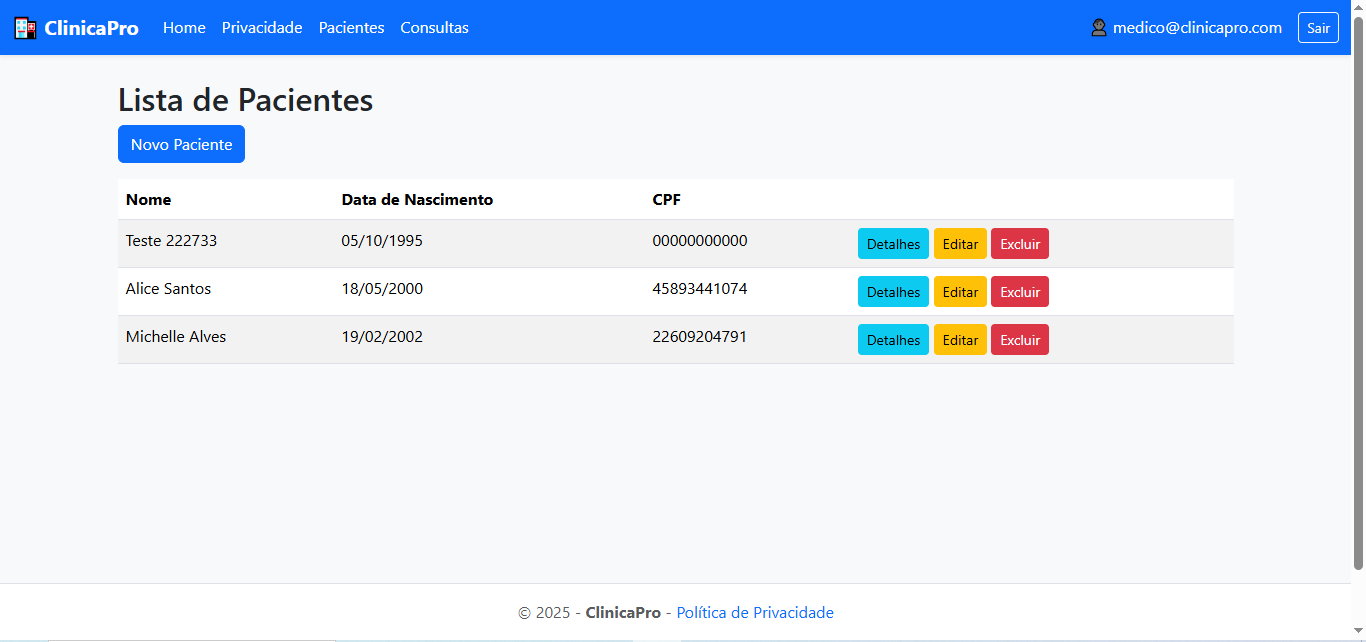 ClinicaPro Home Privacidade Pacientes Consultas medico@clinicapro.com Sair
Lista de Pacientes
Novo Paciente
Nome Data de Nascimento CPF
Teste 222733 05/10/1995 00000000000 Detalhes Editar Excluir
Alice Santos 18/05/2000 45893441074 Detalhes Editar Excluir
Michelle Alves 19/02/2002 22609204791 Detalhes Editar Excluir
© 2025 - ClinicaPro - Política de Privacidade